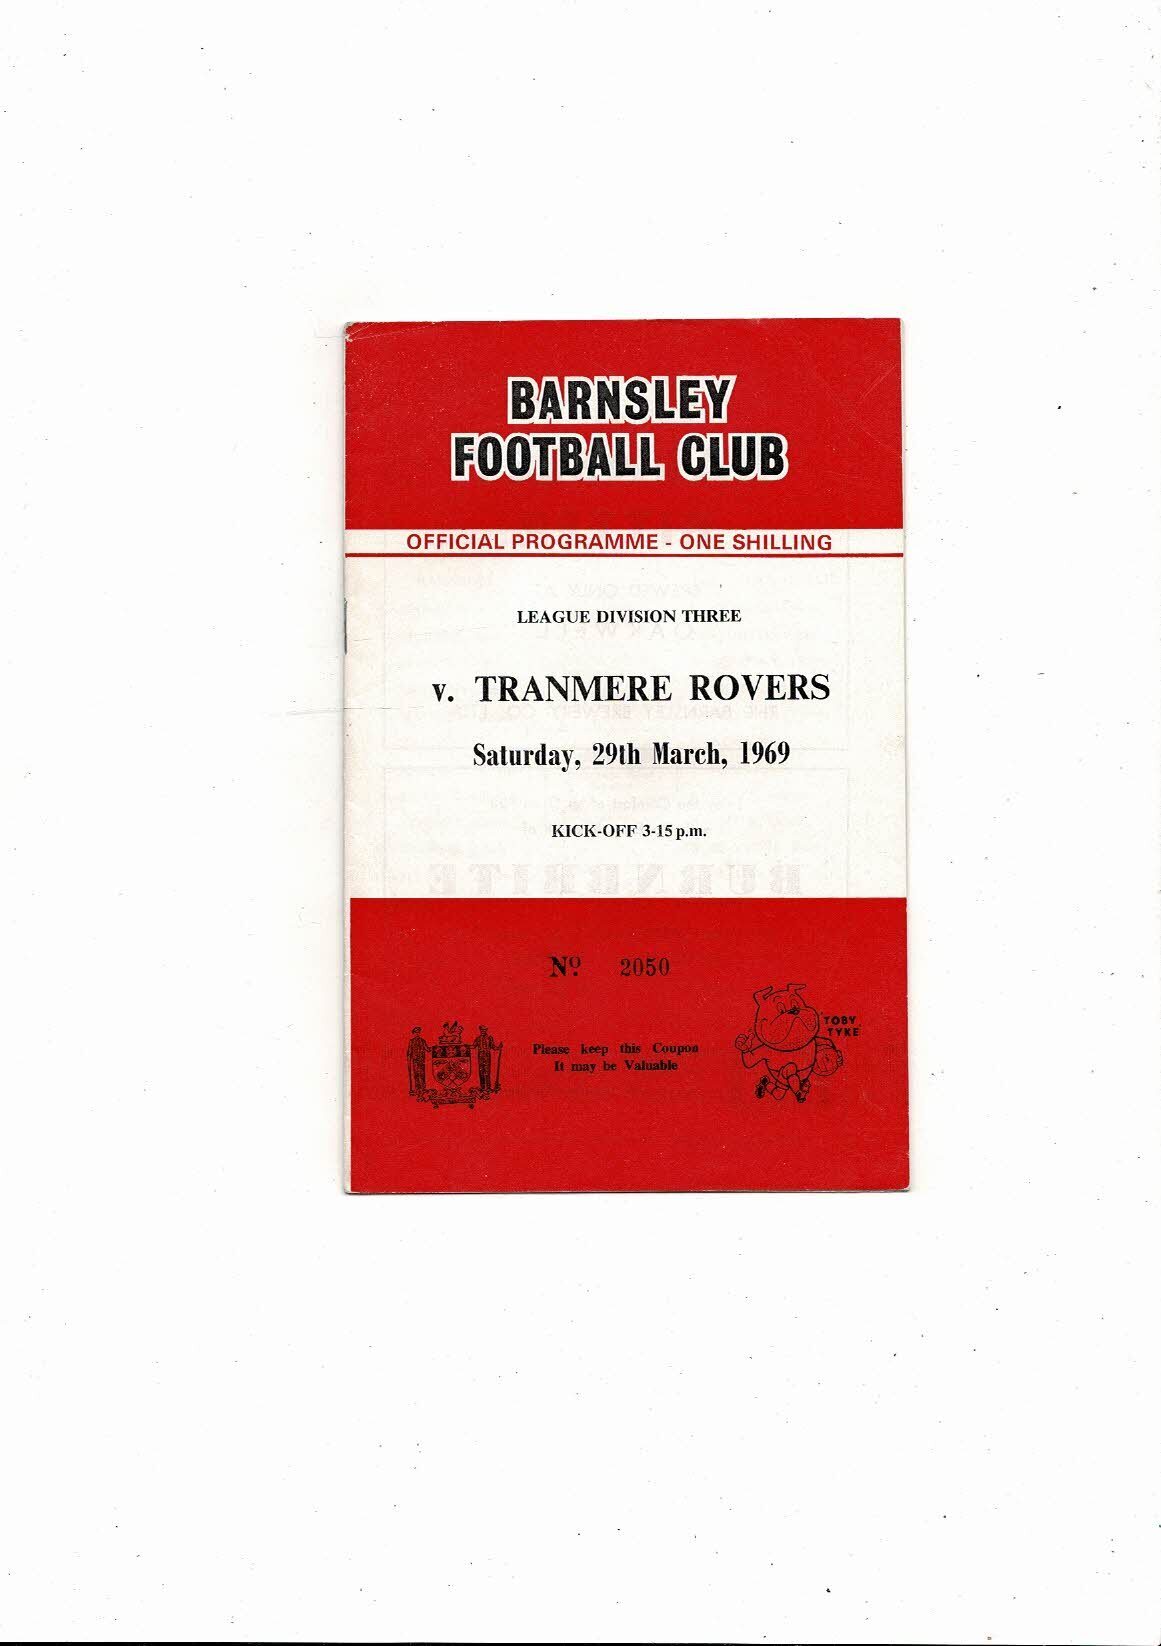 BARNSLEY
FOOTBALL CLUB
OFFICIAL PROGRAMME - ONE SHILLING
LEAGUE DIVISION THREE
v. TRANMERE ROVERS
Saturday, 29th March, 1969
KICK-OFF 3-15 p.m.
No. 2050
Please keep this Coupon
It may be Valuable
TOBY
TYKE